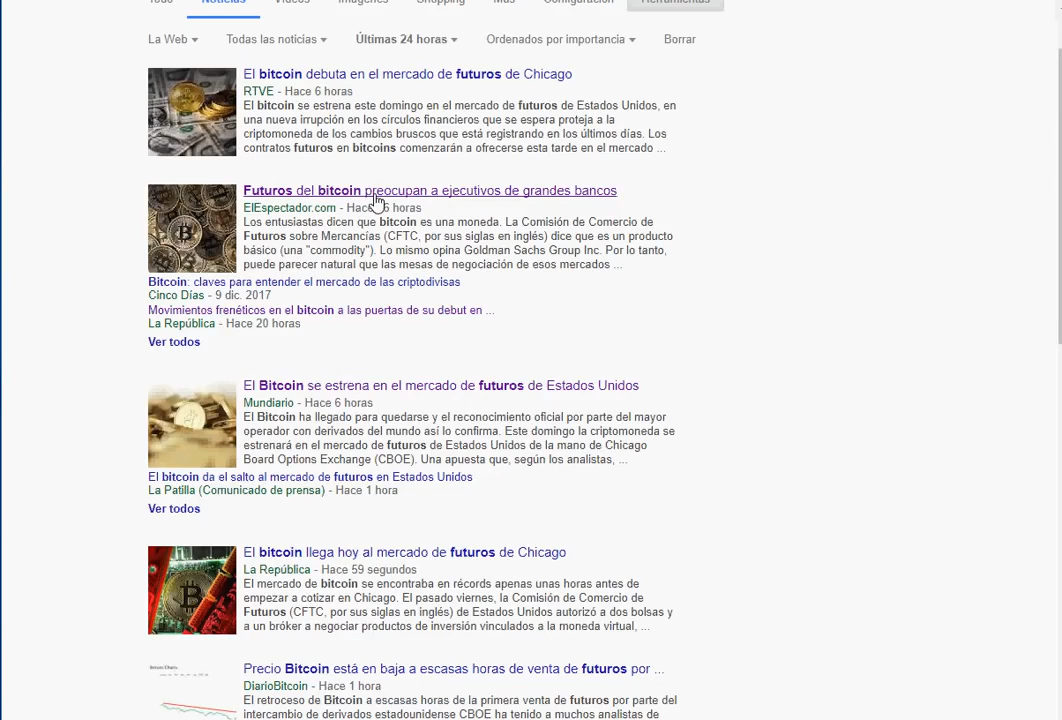 Todo Noticias Vídeos Imágenes Shopping Más Configuración Herramientas
La Web Todas las noticias Últimas 24 horas Ordenados por importancia Borrar
El bitcoin debuta en el mercado de futuros de Chicago
RTVE - Hace 6 horas
El bitcoin se estrena este domingo en el mercado de futuros de Estados Unidos, en
una nueva irrupción en los círculos financieros que se espera proteja a la
criptomoneda de los cambios bruscos que está registrando en los últimos días. Los
contratos futuros en bitcoins comenzarán a ofrecerse esta tarde en el mercado ...
Futuros del bitcoin preocupan a ejecutivos de grandes bancos
ElEspectador.com - Hace 6 horas
Los entusiastas dicen que bitcoin es una moneda. La Comisión de Comercio de
Futuros sobre Mercancías (CFTC, por sus siglas en inglés) dice que es un producto
básico (una "commodity"). Lo mismo opina Goldman Sachs Group Inc. Por lo tanto,
puede parecer natural que las mesas de negociación de esos mercados ...
Bitcoin: claves para entender el mercado de las criptodivisas
Cinco Días - 9 dic. 2017
Movimientos frenéticos en el bitcoin a las puertas de su debut en ...
La República - Hace 20 horas
Ver todos
El Bitcoin se estrena en el mercado de futuros de Estados Unidos
Mundiario - Hace 6 horas
El Bitcoin ha llegado para quedarse y el reconocimiento oficial por parte del mayor
operador con derivados del mundo así lo confirma. Este domingo la criptomoneda se
estrenará en el mercado de futuros de Estados Unidos de la mano de Chicago
Board Options Exchange (CBOE). Una apuesta que, según los analistas, ...
El bitcoin da el salto al mercado de futuros en Estados Unidos
La Patilla (Comunicado de prensa) - Hace 1 hora
Ver todos
El bitcoin llega hoy al mercado de futuros de Chicago
La República - Hace 59 segundos
El mercado de bitcoin se encontraba en récords apenas unas horas antes de
empezar a cotizar en Chicago. El pasado viernes, la Comisión de Comercio de
Futuros (CFTC, por sus siglas en inglés) de Estados Unidos autorizó a dos bolsas y
a un bróker a negociar productos de inversión vinculados a la moneda virtual, ...
Precio Bitcoin está en baja a escasas horas de venta de futuros por ...
DiarioBitcoin - Hace 1 hora
El retroceso de Bitcoin a escasas horas de la primera venta de futuros por parte del
intercambio de derivados estadounidense CBOE ha tenido a muchos analistas de